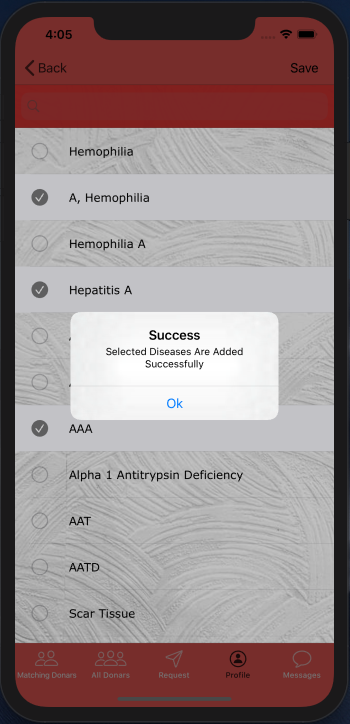 4:05
Back
Save
Hemophilia
A, Hemophilia
Hemophilia A
Hepatitis A
Success
Selected Diseases Are Added
Successfully
Ok
AAA
Alpha 1 Antitrypsin Deficiency
AAT
AATD
Scar Tissue
Matching Donars
All Donars
Request
Profile
Messages